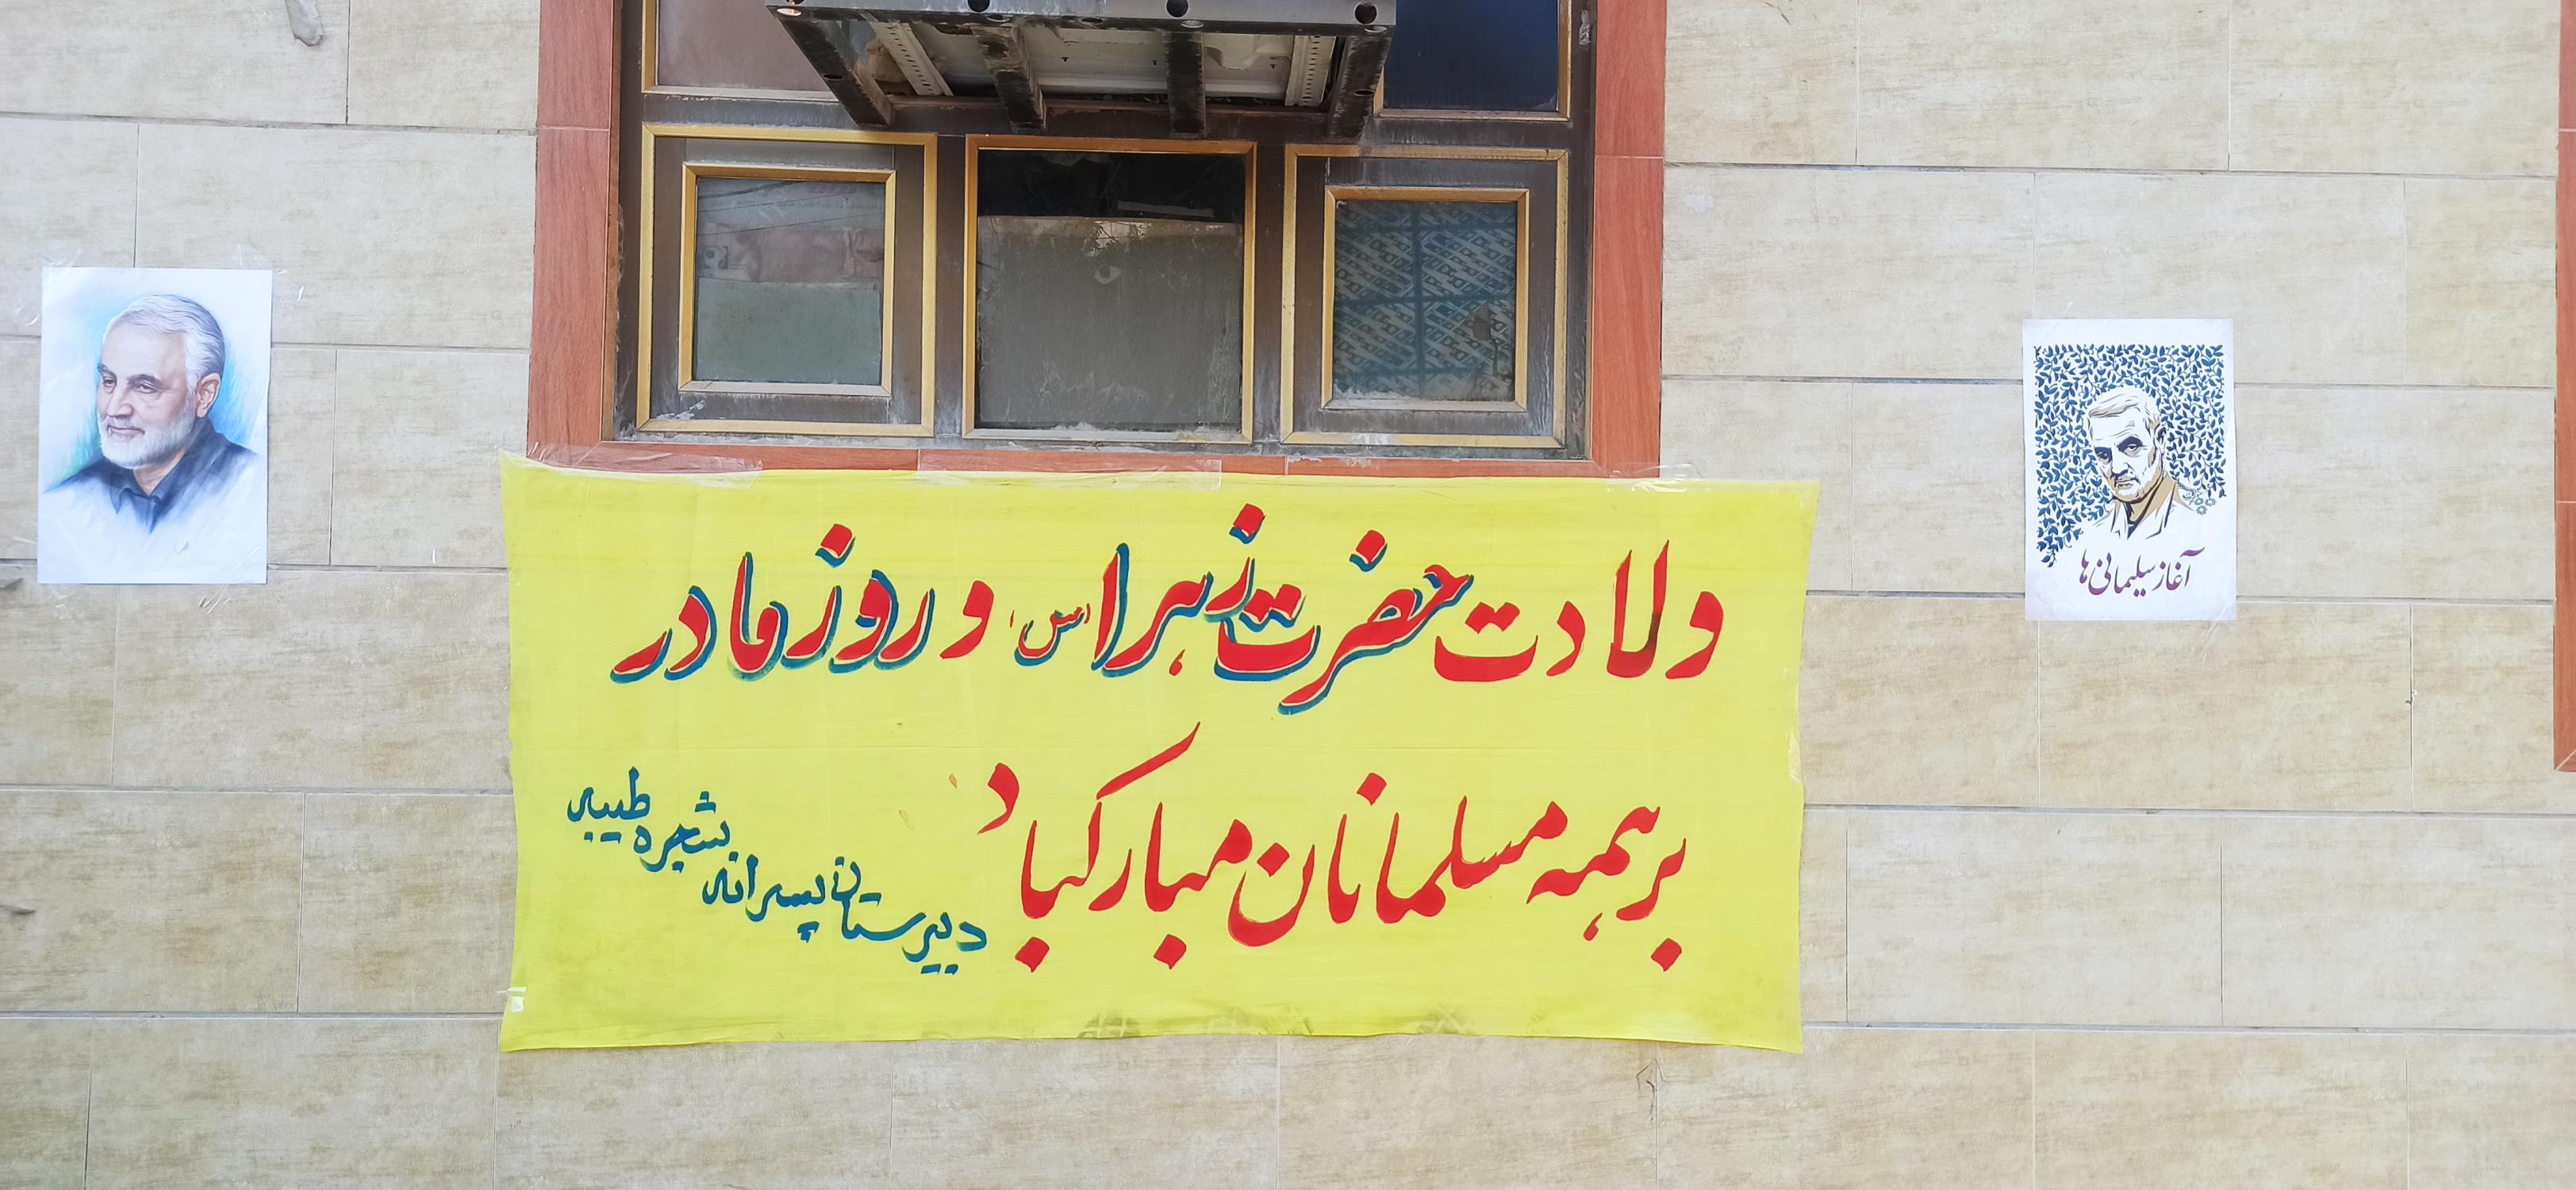 ولادت حضرت زهرا (س) و روز مادر
بر همه مسلمانان مبارکباد
دبیرستان پسرانه شجره طیبه
آغاز سلیمانی ها